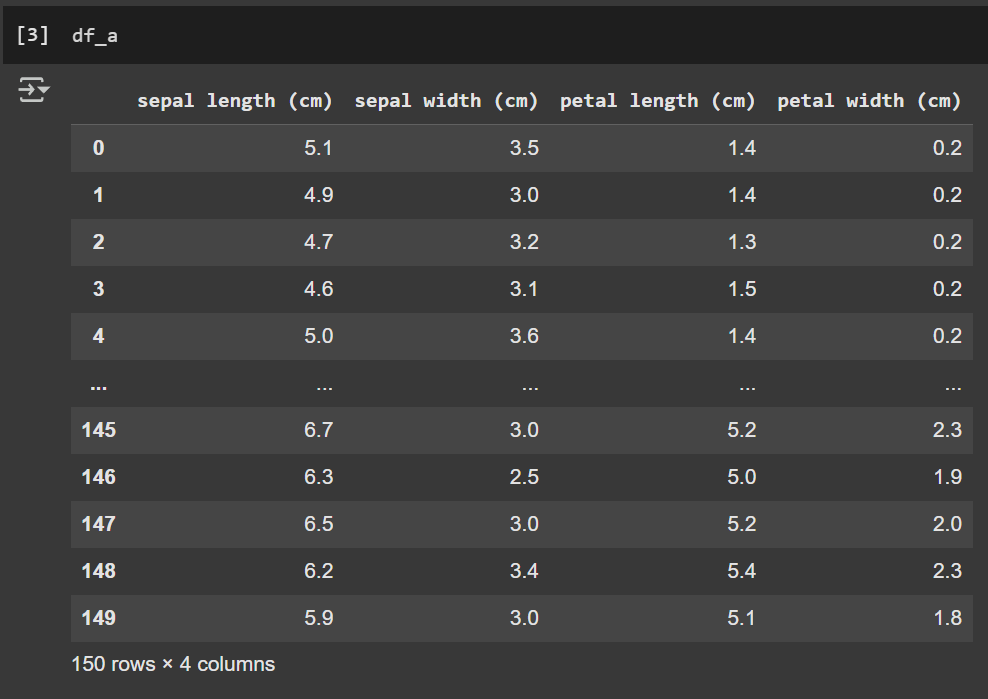 [3] df_a
sepal length (cm) sepal width (cm) petal length (cm) petal width (cm)
0 5.1 3.5 1.4 0.2
1 4.9 3.0 1.4 0.2
2 4.7 3.2 1.3 0.2
3 4.6 3.1 1.5 0.2
4 5.0 3.6 1.4 0.2
... ... ... ... ...
145 6.7 3.0 5.2 2.3
146 6.3 2.5 5.0 1.9
147 6.5 3.0 5.2 2.0
148 6.2 3.4 5.4 2.3
149 5.9 3.0 5.1 1.8
150 rows × 4 columns